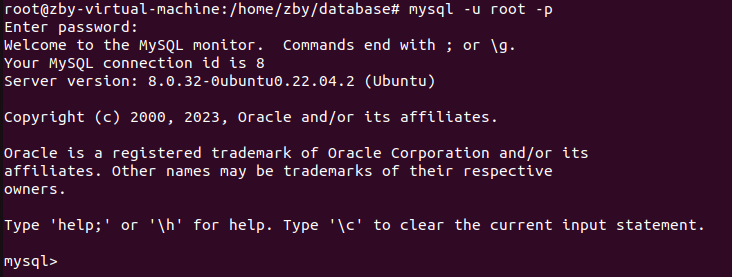 root@zby-virtual-machine:/home/zby/database# mysql -u root -p
Enter password:
Welcome to the MySQL monitor.  Commands end with ; or \g.
Your MySQL connection id is 8
Server version: 8.0.32-0ubuntu0.22.04.2 (Ubuntu)
Copyright (c) 2000, 2023, Oracle and/or its affiliates.
Oracle is a registered trademark of Oracle Corporation and/or its
affiliates. Other names may be trademarks of their respective
owners.
Type 'help;' or '\h' for help. Type '\c' to clear the current input statement.
mysql>